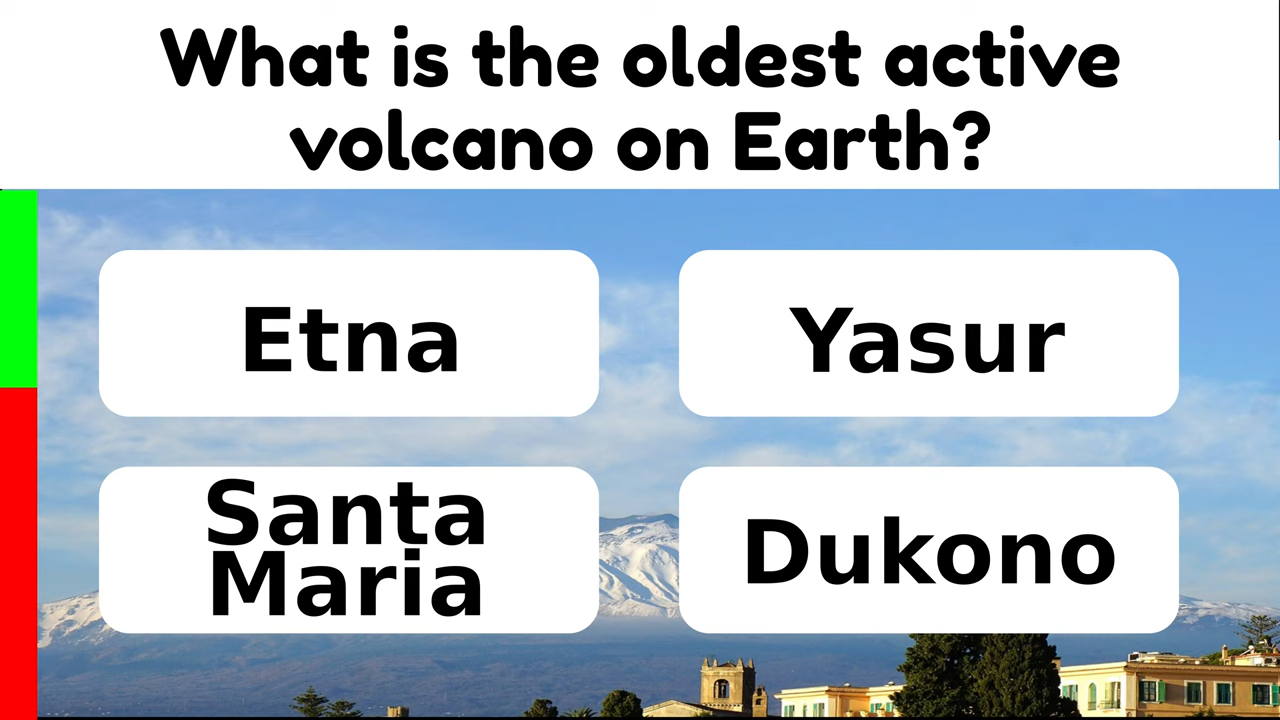 What is the oldest active
volcano on Earth?
Etna
Yasur
Santa
Maria
Dukono